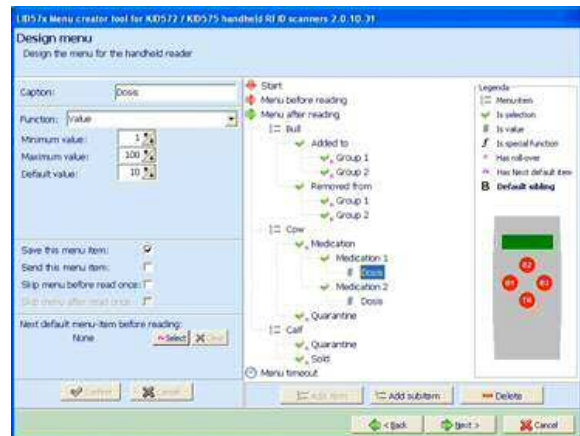 LID57x Menu creator tool for KID572 / KID575 handheld RFID scanners 2.0.10.31
Design menu
Design the menu for the handheld reader
Caption: Dosis
Function: Value
Minimum value: 1
Maximum value: 100
Default value: 10
Save this menu item:
Send this menu item:
Skip menu before read once:
Skip menu after read once:
Next default menu-item before reading:
None Select Clear
Confirm Cancel
Start
Menu before reading
Menu after reading
Bull
Added to
Group 1
Group 2
Removed from
Group 1
Group 2
Cow
Medication
Medication 1
# Dosis
Medication 2
# Dosis
Quarantine
Calf
Quarantine
Sold
Menu timeout
Legenda
Menu-item
Is selection
# Is value
f Is special function
Has roll-over
Has Next default item
B Default sibling
B2
B1
B3
TR
Add item Add subitem Delete
< Back Next > Cancel